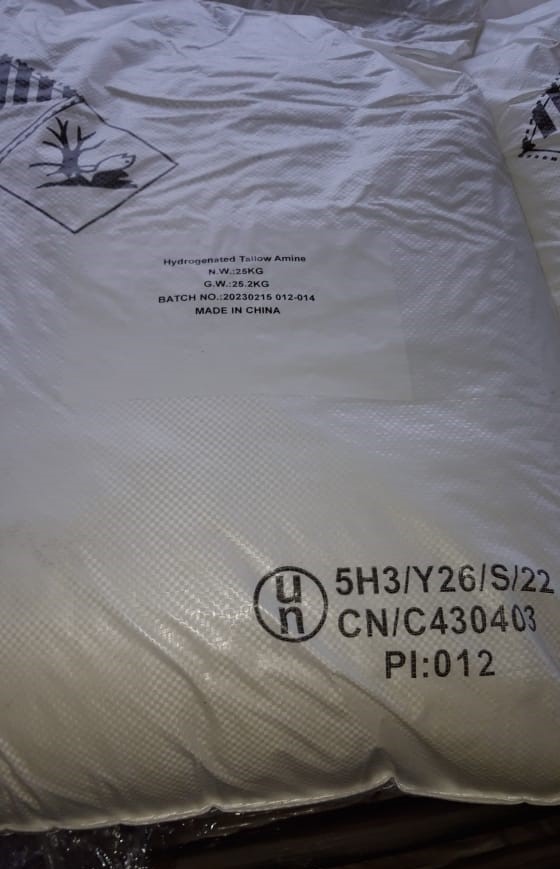 Hydrogenated Tallow Amine
N.W.:25KG
G.W.:25.2KG
BATCH NO.:20230215 012-014
MADE IN CHINA
un
5H3/Y26/S/22
CN/C430403
PI:012